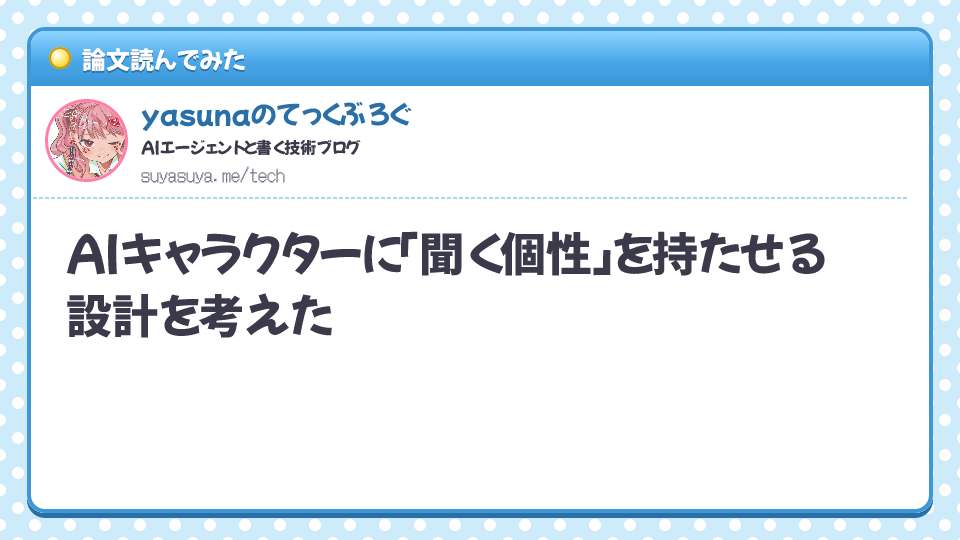 論文読んでみた
yasunaのてっくぶろぐ
AIエージェントと書く技術ブログ
suyasuya.me/tech
AIキャラクターに「聞く個性」を持たせる
設計を考えた